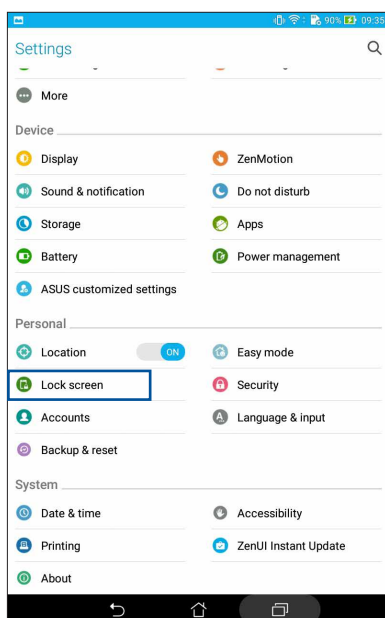 90% 09:35
Settings
More
Device
Display ZenMotion
Sound & notification Do not disturb
Storage Apps
Battery Power management
ASUS customized settings
Personal
Location ON Easy mode
Lock screen Security
Accounts A Language & input
Backup & reset
System
Date & time Accessibility
Printing ZenUI Instant Update
About